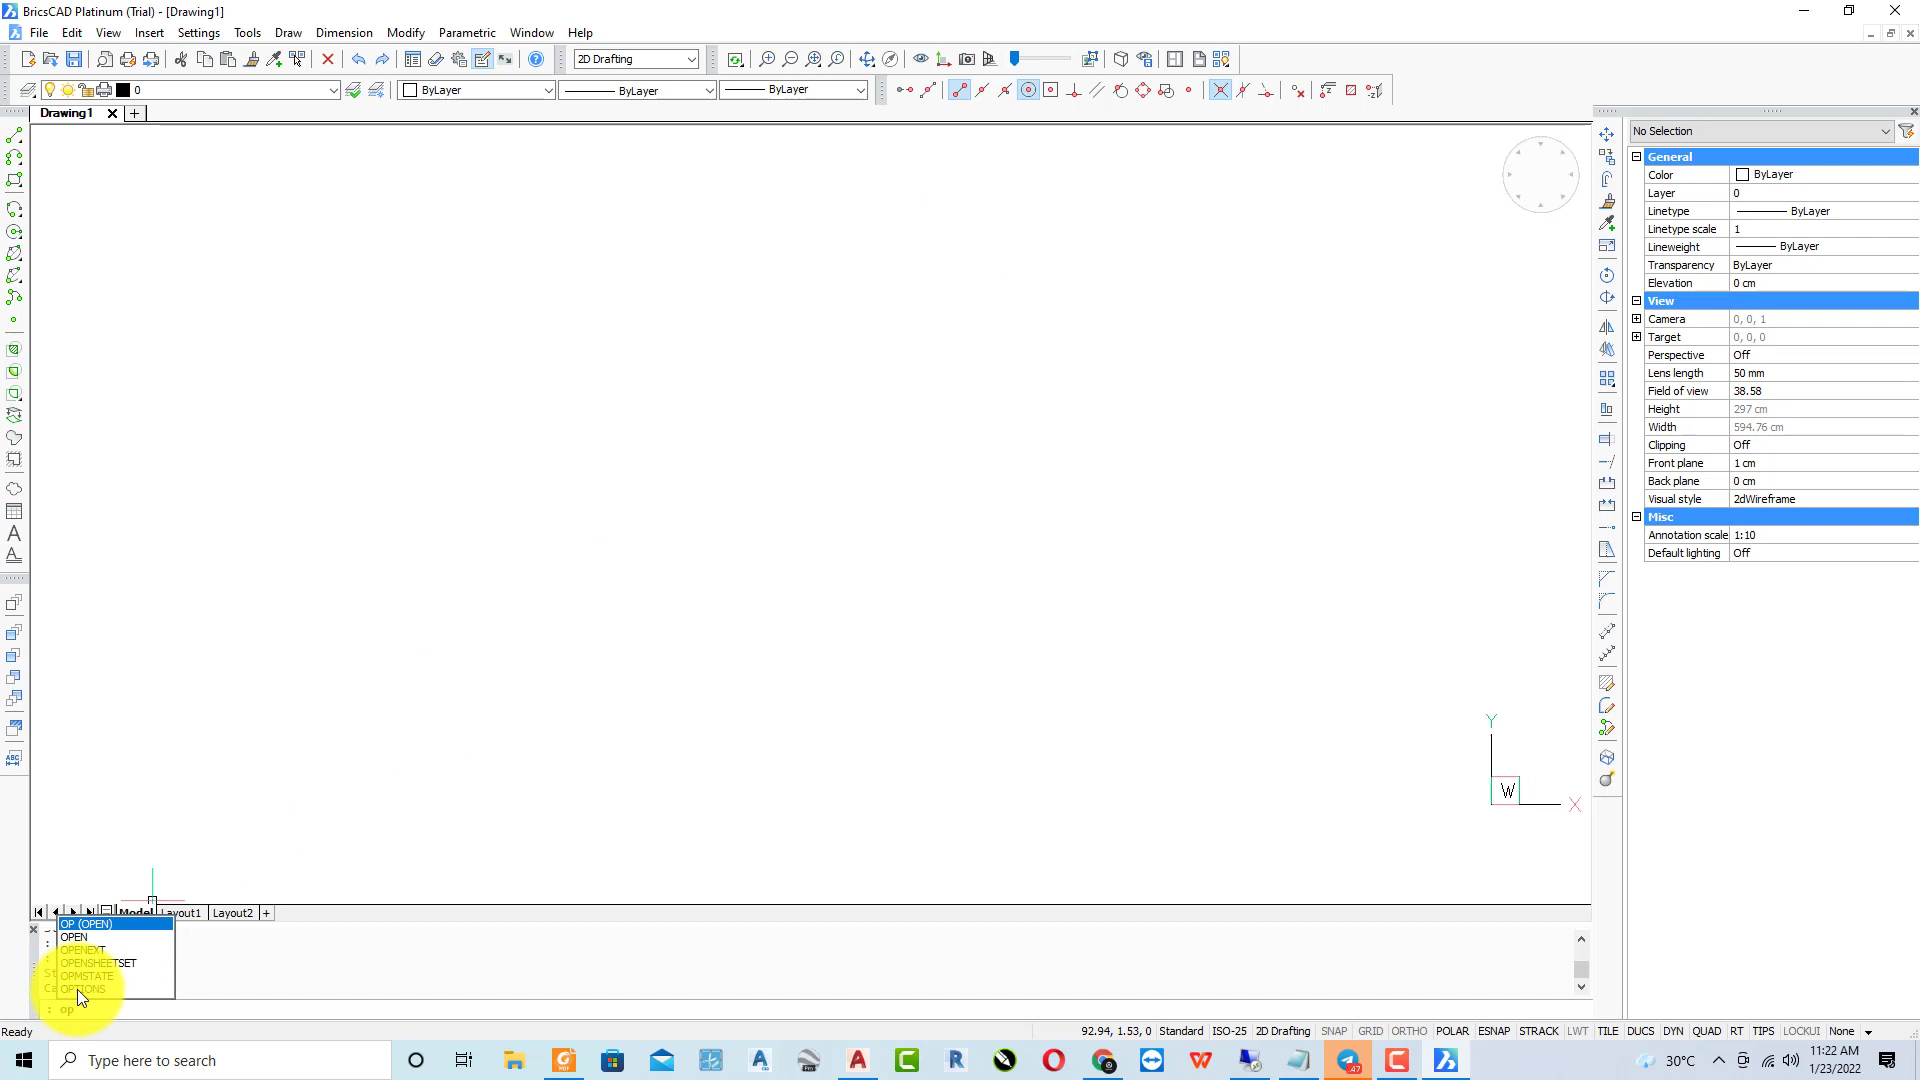 BricsCAD Platinum (Trial) - [Drawing1]
File Edit View Insert Settings Tools Draw Dimension Modify Parametric Window Help
2D Drafting
0 ByLayer ByLayer ByLayer
Drawing1
No Selection
General
Color ByLayer
Layer 0
Linetype ByLayer
Linetype scale 1
Lineweight ByLayer
Transparency ByLayer
Elevation 0 cm
View
Camera 0, 0, 1
Target 0, 0, 0
Perspective Off
Lens length 50 mm
Field of view 38.58
Height 297 cm
Width 594.76 cm
Clipping Off
Front plane 1 cm
Back plane 0 cm
Visual style 2dWireframe
Misc
Annotation scale 1:10
Default lighting Off
Y
W X
Model Layout1 Layout2 +
OP (OPEN)
OPEN
OPENEXT
OPENSHEETSET
OPMSTATE
OPTIONS
: op
Ready 92.94, 1.53, 0 Standard ISO-25 2D Drafting SNAP GRID ORTHO POLAR ESNAP STRACK LWT TILE DUCS DYN QUAD RT TIPS LOCKUI None
Type here to search 30°C 11:22 AM
1/23/2022